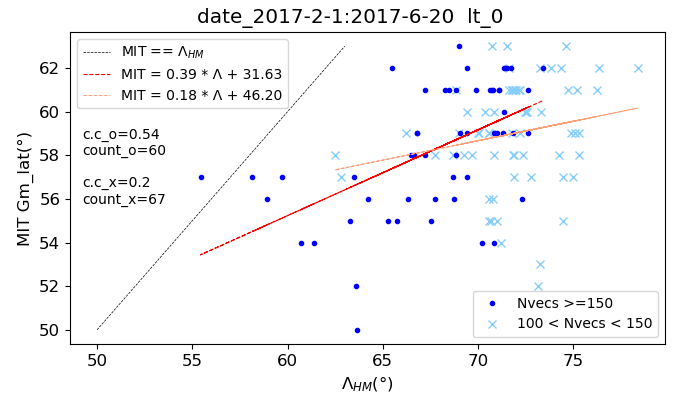 date_2017-2-1:2017-6-20  lt_0
MIT == Λ_HM
MIT = 0.39 * Λ + 31.63
MIT = 0.18 * Λ + 46.20
c.c_o=0.54
count_o=60
c.c_x=0.2
count_x=67
MIT Gm_lat(°)
62
60
58
56
54
52
50
Nvecs >=150
100 < Nvecs < 150
50 55 60 65 70 75
Λ_HM(°)